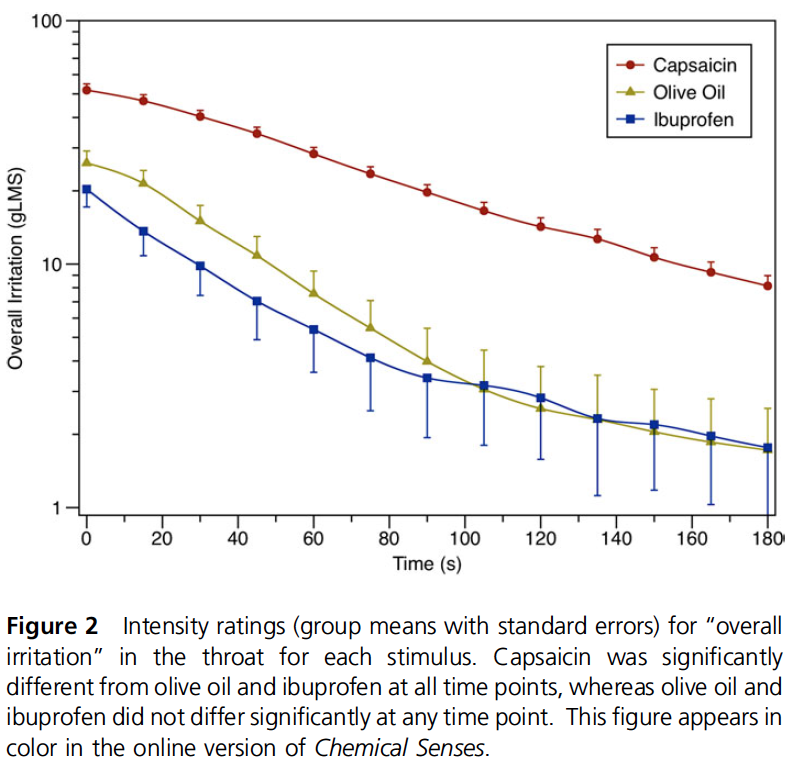 100
10
1
Overall Irritation (gLMS)
Capsaicin
Olive Oil
Ibuprofen
0 20 40 60 80 100 120 140 160 180
Time (s)
Figure 2 Intensity ratings (group means with standard errors) for “overall
irritation” in the throat for each stimulus. Capsaicin was significantly
different from olive oil and ibuprofen at all time points, whereas olive oil and
ibuprofen did not differ significantly at any time point. This figure appears in
color in the online version of Chemical Senses.